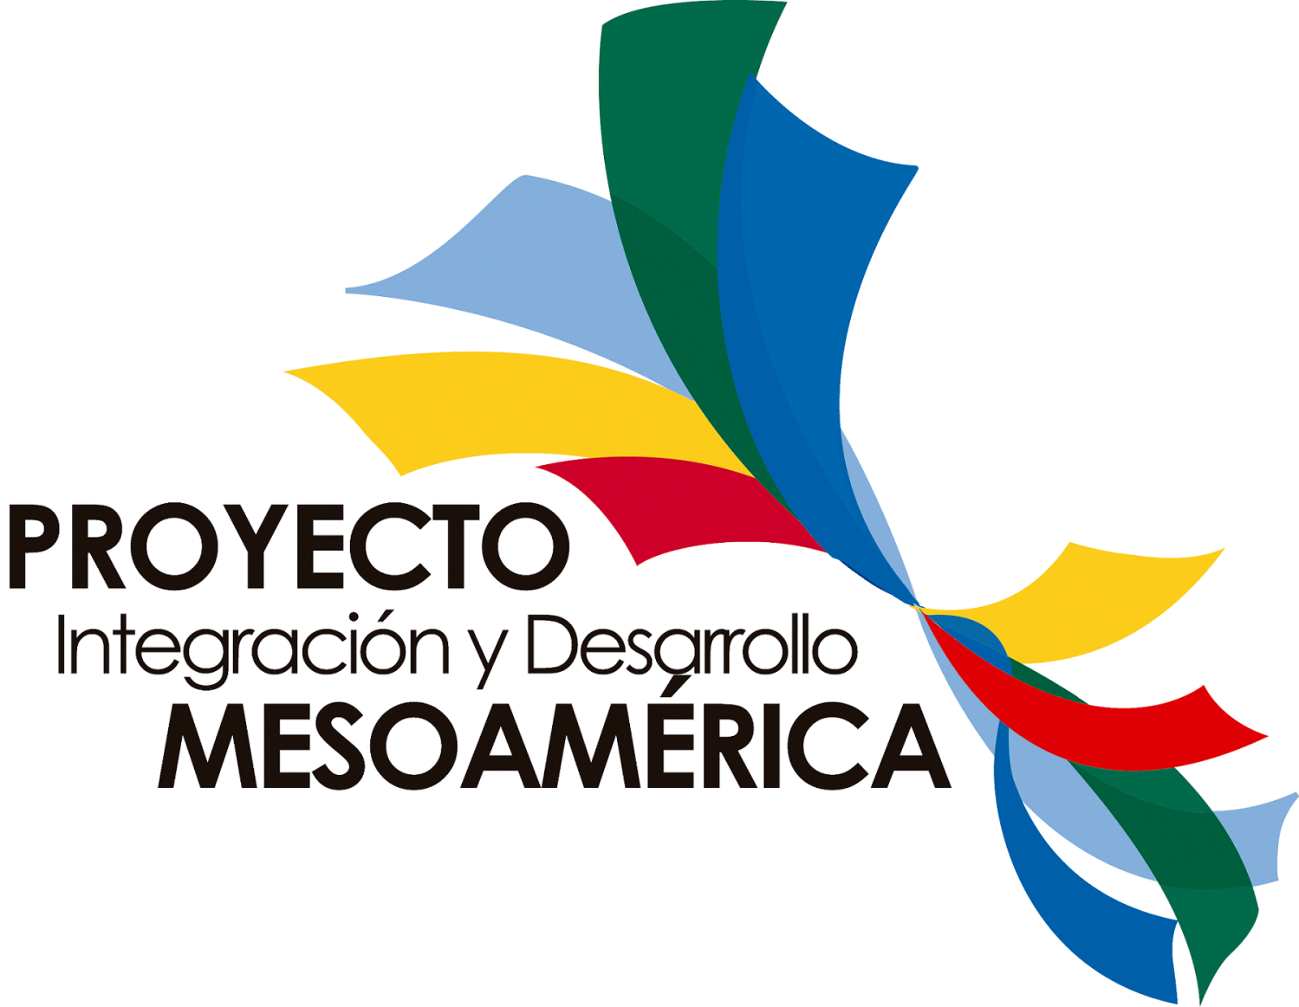 PROYECTO
Integración y Desarrollo
MESOAMÉRICA